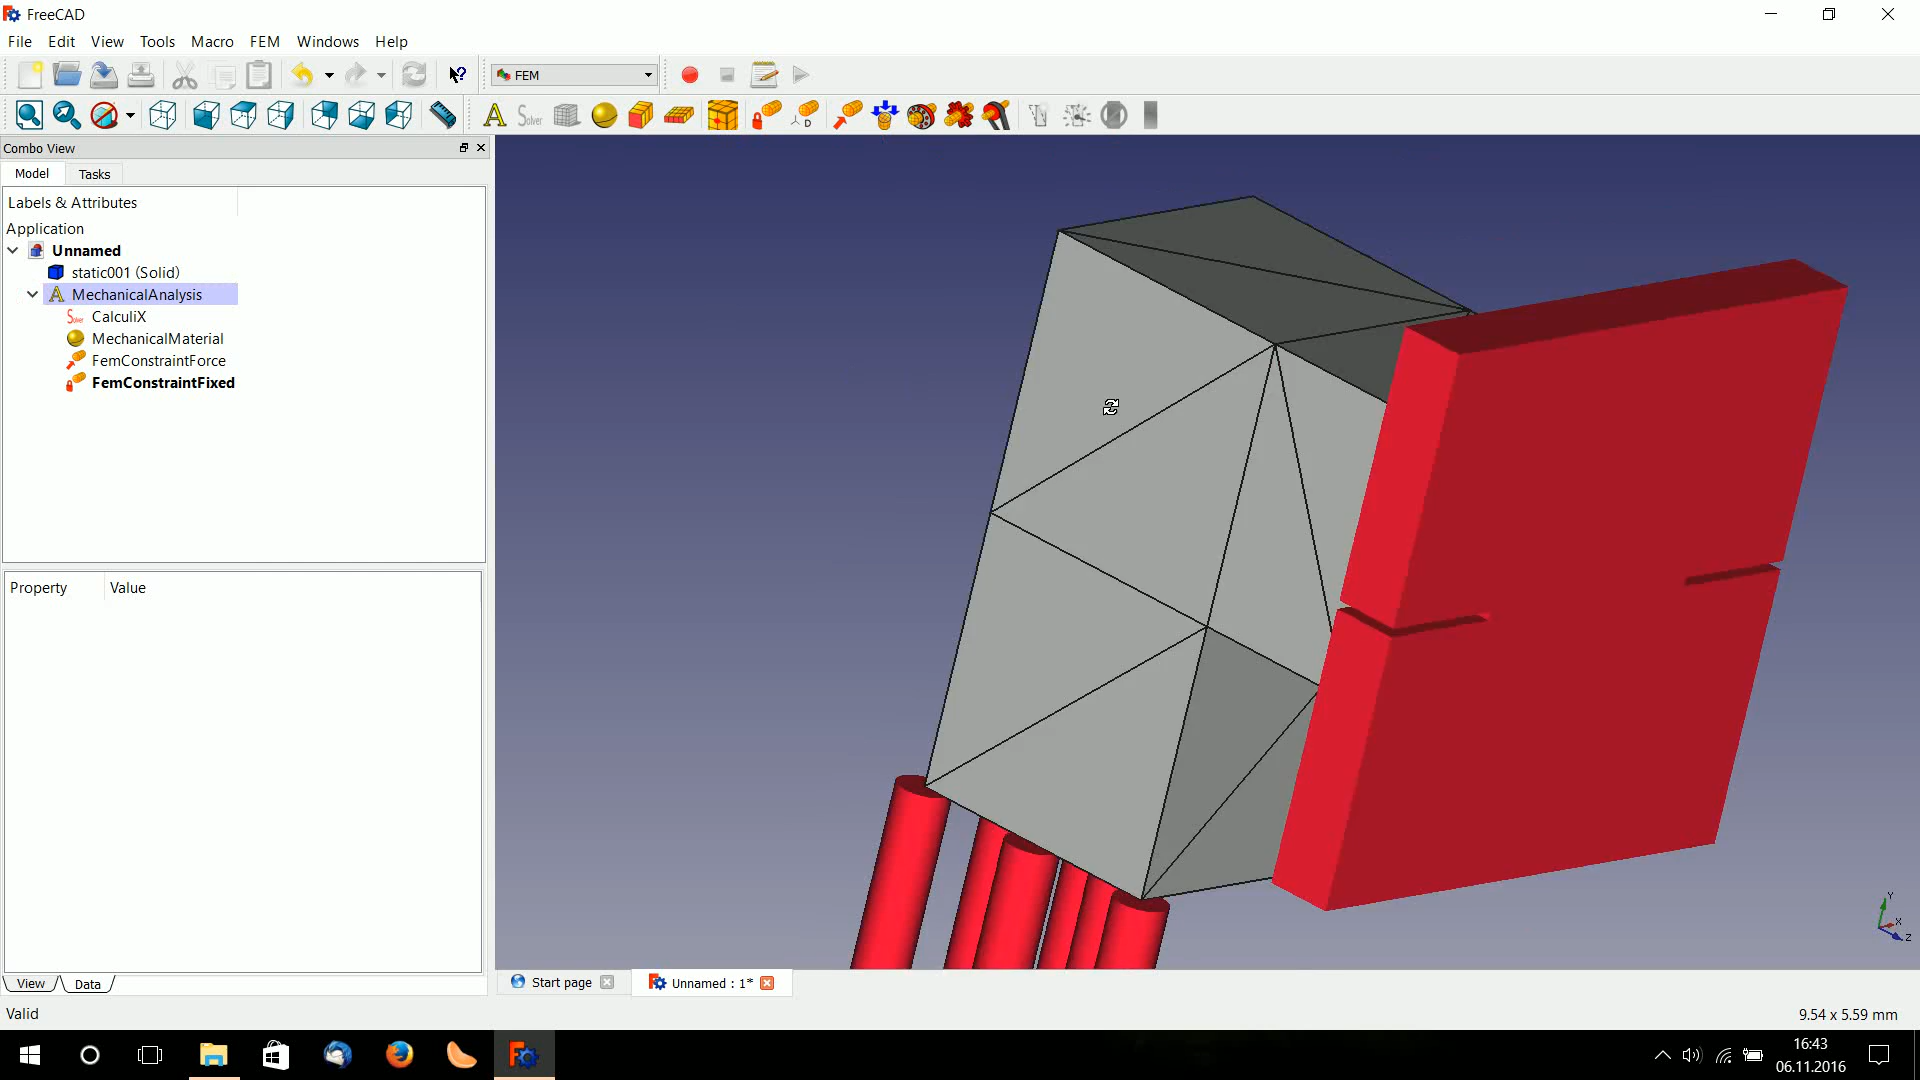 FreeCAD
File Edit View Tools Macro FEM Windows Help
FEM
A Solver D
Combo View
Model Tasks
Labels & Attributes
Application
Unnamed
static001 (Solid)
MechanicalAnalysis
CalculiX
MechanicalMaterial
FemConstraintForce
FemConstraintFixed
Property Value
Y
X
Z
View Data
Start page Unnamed : 1*
Valid 9.54 x 5.59 mm
16:43
06.11.2016